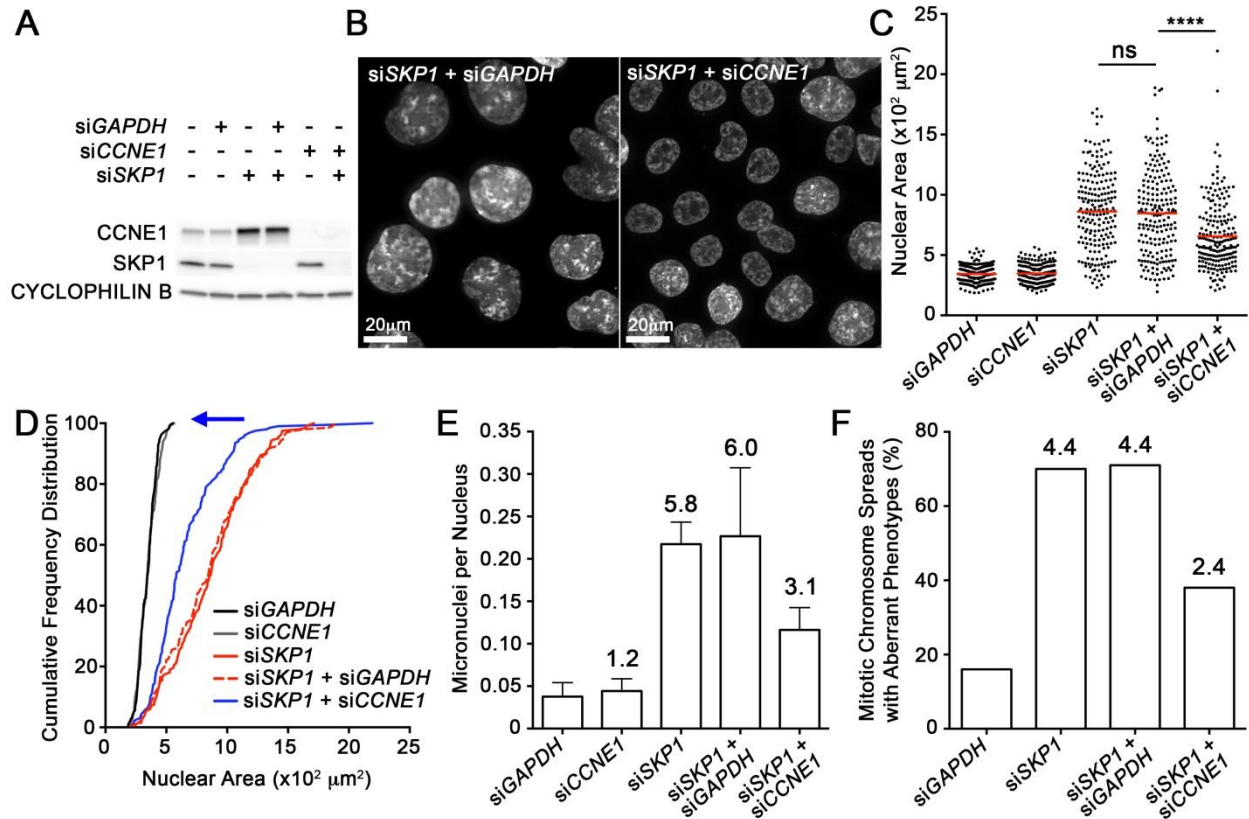 A
siGAPDH - + - + - -
siCCNE1 - - - - + +
siSKP1 - - + + - +
CCNE1
SKP1
CYCLOPHILIN B
B
siSKP1 + siGAPDH
20μm
siSKP1 + siCCNE1
20μm
C
Nuclear Area (x10² μm²)
25
20
15
10
5
0
ns
****
siGAPDH
siCCNE1
siSKP1
siSKP1 +
siGAPDH
siSKP1 +
siCCNE1
D
Cumulative Frequency Distribution
100
80
60
40
20
0
0 5 10 15 20 25
Nuclear Area (x10² μm²)
siGAPDH
siCCNE1
siSKP1
siSKP1 + siGAPDH
siSKP1 + siCCNE1
E
Micronuclei per Nucleus
0.35
0.30
0.25
0.20
0.15
0.10
0.05
0
1.2
5.8
6.0
3.1
siGAPDH
siCCNE1
siSKP1
siSKP1 +
siGAPDH
siSKP1 +
siCCNE1
F
Mitotic Chromosome Spreads
with Aberrant Phenotypes (%)
80
60
40
20
0
4.4
4.4
2.4
siGAPDH
siSKP1
siSKP1 +
siGAPDH
siSKP1 +
siCCNE1